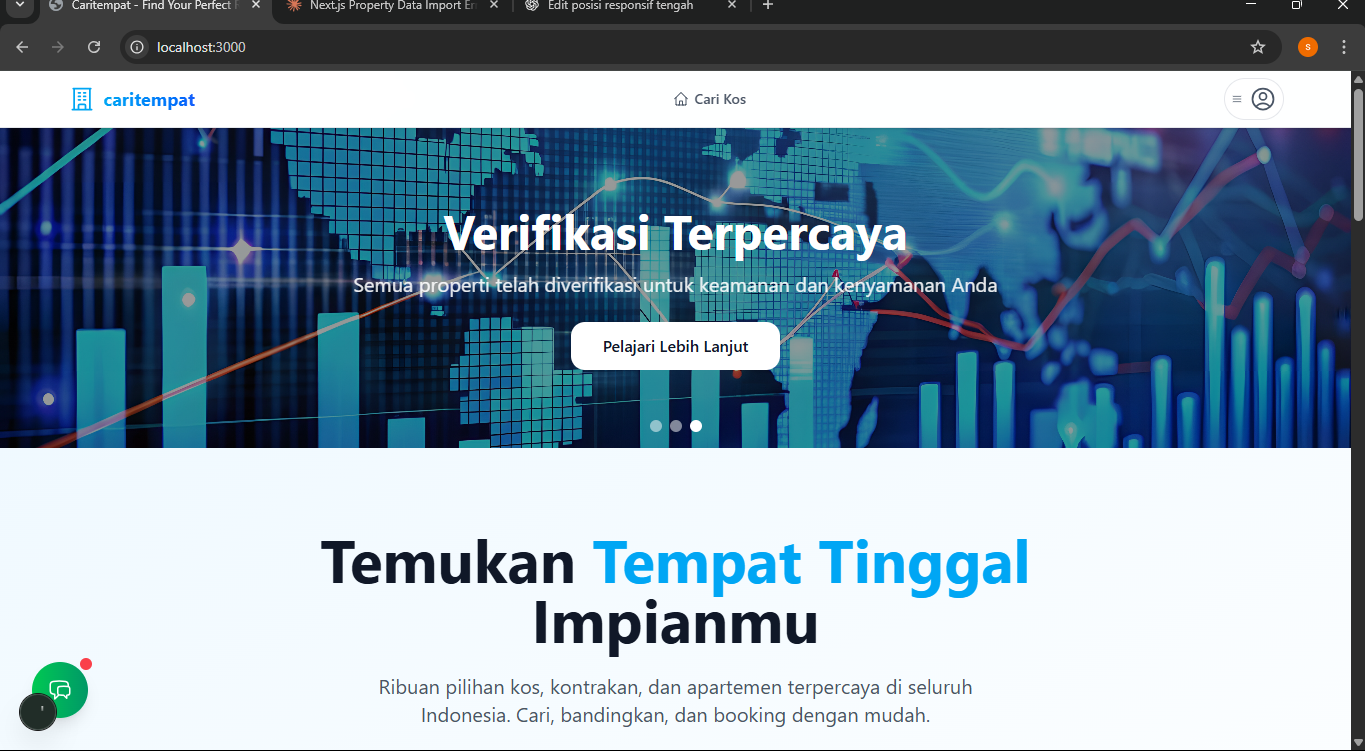 Caritempat - Find Your Perfect
Next.js Property Data Import
Edit posisi responsif tengah
localhost:3000
s
caritempat
Cari Kos
Verifikasi Terpercaya
Semua properti telah diverifikasi untuk keamanan dan kenyamanan Anda
Pelajari Lebih Lanjut
Temukan Tempat Tinggal
Impianmu
Ribuan pilihan kos, kontrakan, dan apartemen terpercaya di seluruh
Indonesia. Cari, bandingkan, dan booking dengan mudah.